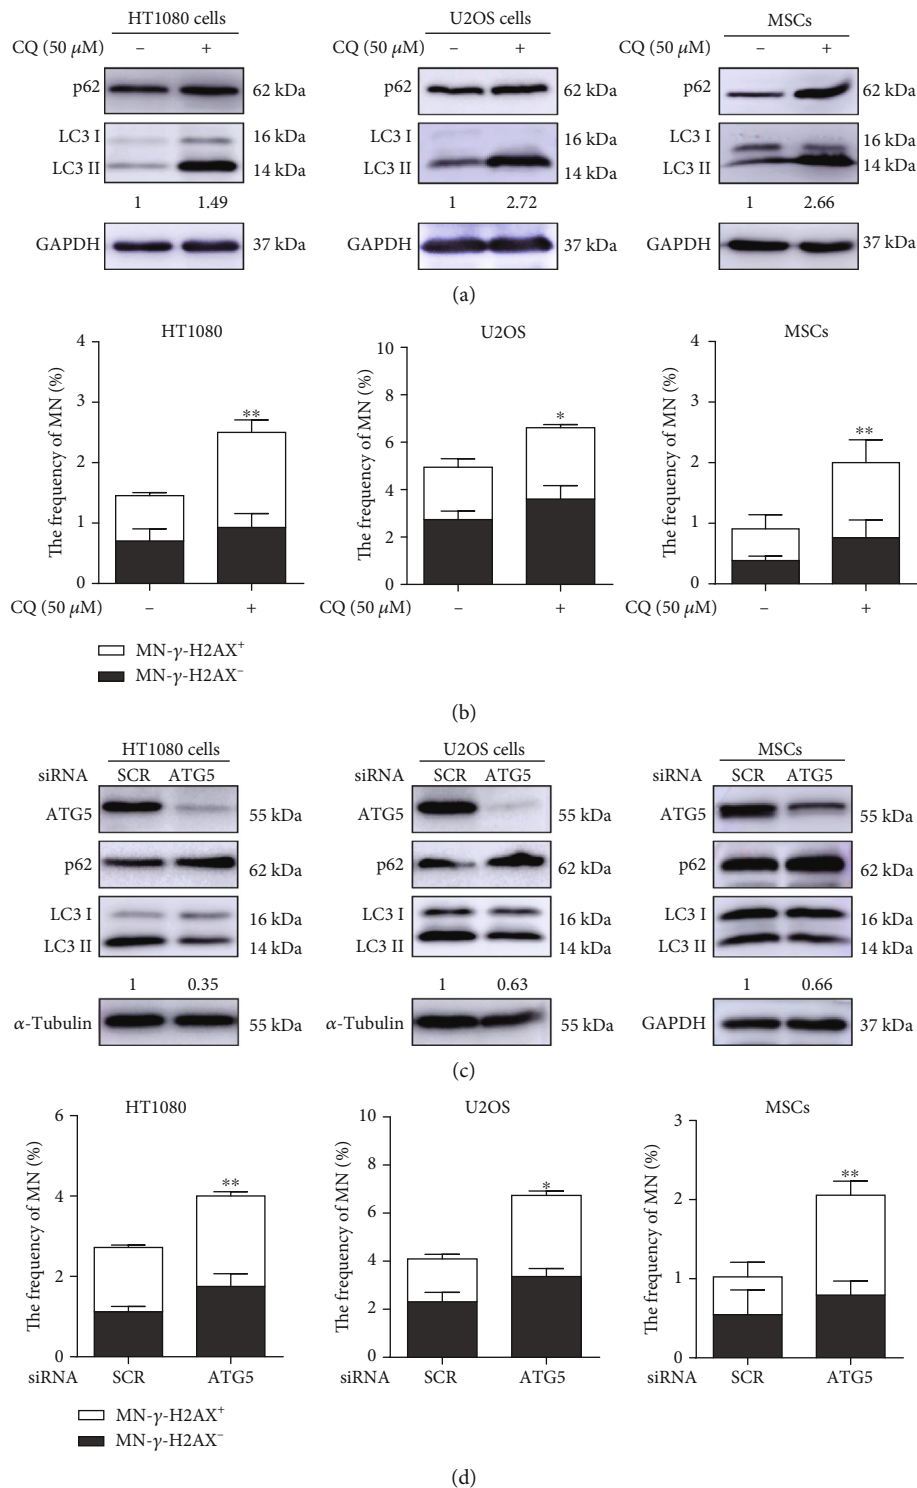 HT1080 cells U2OS cells MSCs
CQ (50 μM) – + CQ (50 μM) – + CQ (50 μM) – +
p62 62 kDa p62 62 kDa p62 62 kDa
LC3 I 16 kDa LC3 I 16 kDa LC3 I 16 kDa
LC3 II 14 kDa LC3 II 14 kDa LC3 II 14 kDa
1 1.49 1 2.72 1 2.66
GAPDH 37 kDa GAPDH 37 kDa GAPDH 37 kDa
(a)
HT1080
The frequency of MN (%)
4
3
2
1
0
**
CQ (50 μM) – +
U2OS
The frequency of MN (%)
10
8
6
4
2
0
*
CQ (50 μM) – +
MSCs
The frequency of MN (%)
4
3
2
1
0
**
CQ (50 μM) – +
MN-γ-H2AX⁺
MN-γ-H2AX⁻
(b)
HT1080 cells U2OS cells MSCs
siRNA SCR ATG5 siRNA SCR ATG5 siRNA SCR ATG5
ATG5 55 kDa ATG5 55 kDa ATG5 55 kDa
p62 62 kDa p62 62 kDa p62 62 kDa
LC3 I 16 kDa LC3 I 16 kDa LC3 I 16 kDa
LC3 II 14 kDa LC3 II 14 kDa LC3 II 14 kDa
1 0.35 1 0.63 1 0.66
α-Tubulin 55 kDa α-Tubulin 55 kDa GAPDH 37 kDa
(c)
HT1080
The frequency of MN (%)
6
4
2
0
**
siRNA SCR ATG5
U2OS
The frequency of MN (%)
10
8
6
4
2
0
*
siRNA SCR ATG5
MSCs
The frequency of MN (%)
3
2
1
0
**
siRNA SCR ATG5
MN-γ-H2AX⁺
MN-γ-H2AX⁻
(d)